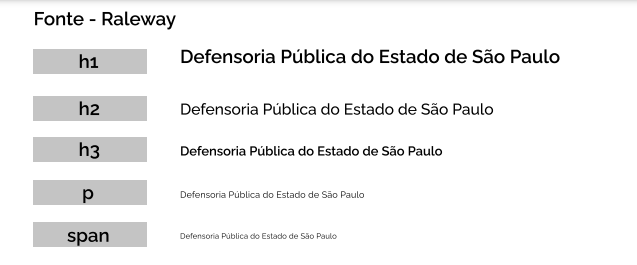 Fonte - Raleway
h1 Defensoria Pública do Estado de São Paulo
h2 Defensoria Pública do Estado de São Paulo
h3 Defensoria Pública do Estado de São Paulo
p Defensoria Pública do Estado de São Paulo
span Defensoria Pública do Estado de São Paulo